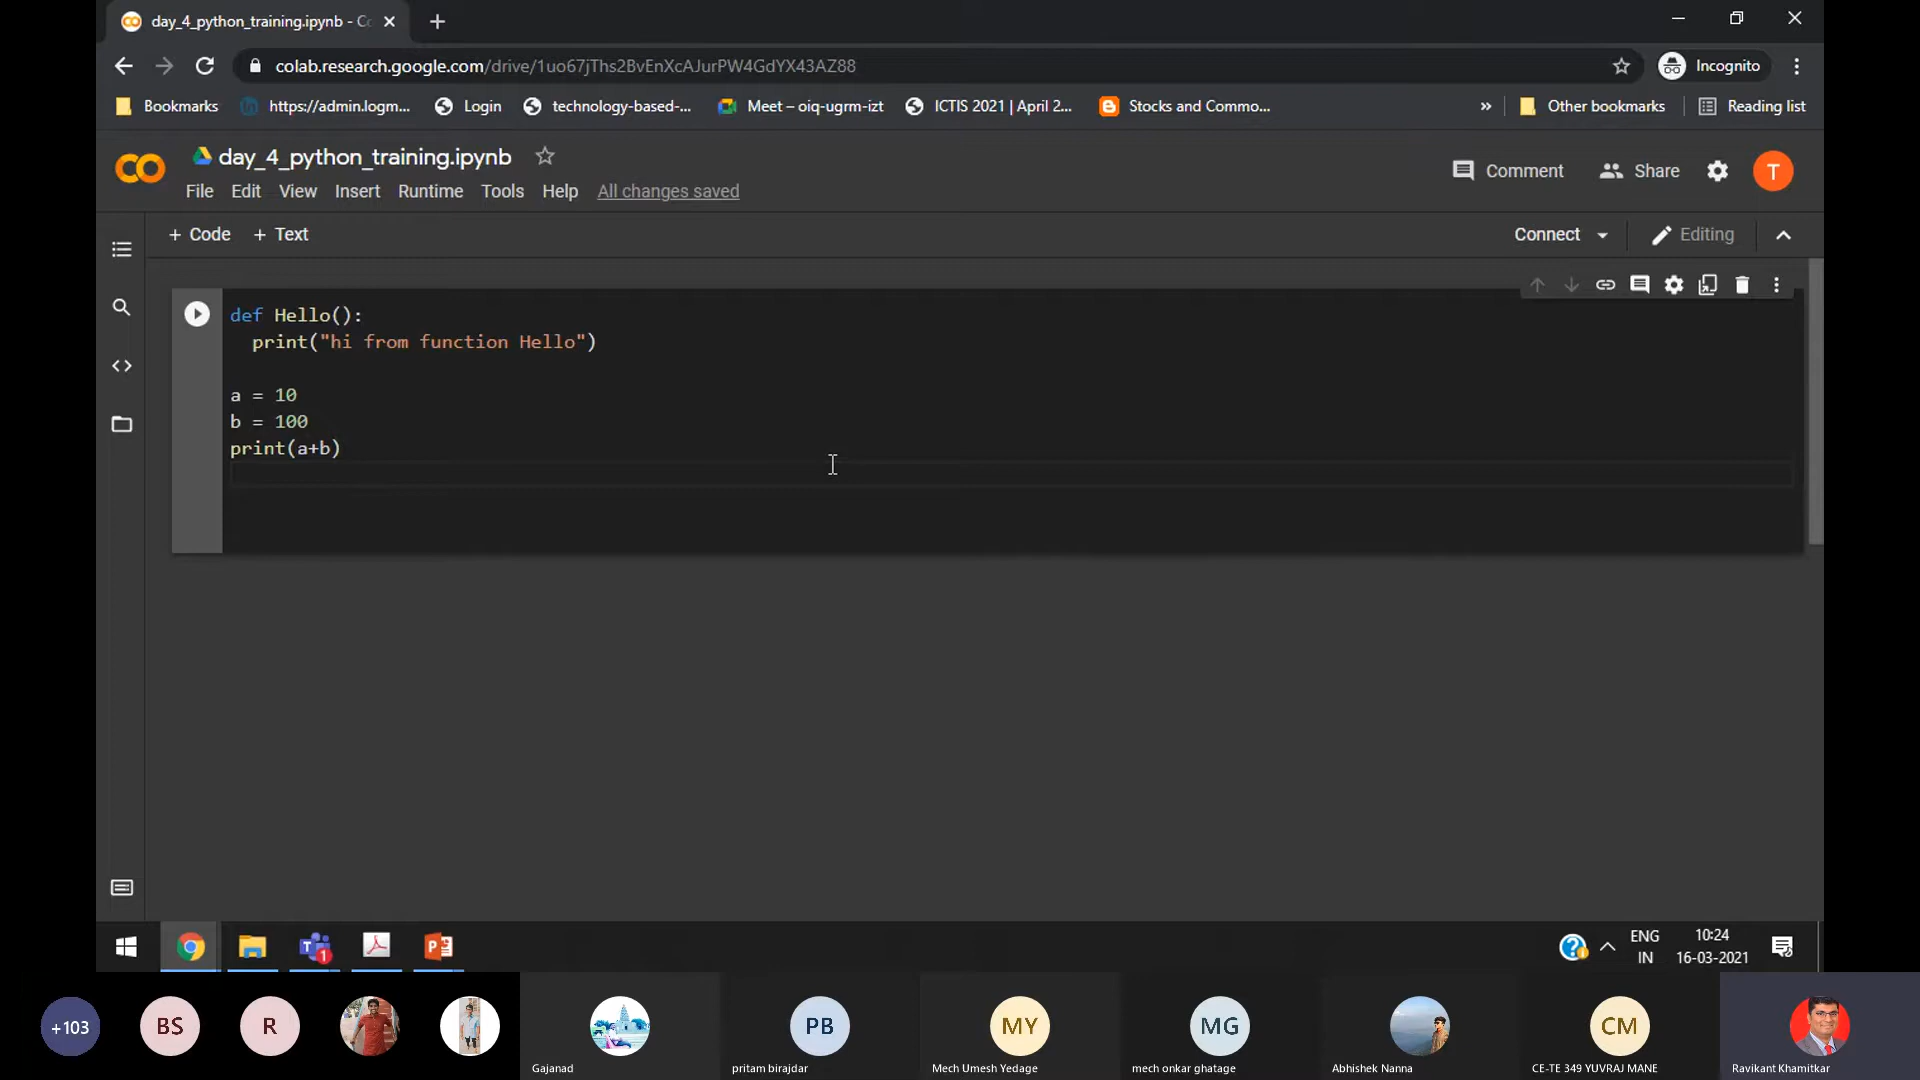 day_4_python_training.ipynb - Co
colab.research.google.com/drive/1uo67jThs2BvEnXcAJurPW4GdYX43AZ88
Incognito
Bookmarks https://admin.logm... Login technology-based-... Meet – oiq-ugrm-izt ICTIS 2021 | April 2... Stocks and Commo... » Other bookmarks Reading list
CO day_4_python_training.ipynb
Comment Share T
File Edit View Insert Runtime Tools Help All changes saved
+ Code + Text Connect Editing
def Hello():
print("hi from function Hello")
a = 10
b = 100
print(a+b)
ENG 10:24
IN 16-03-2021
+103 BS R PB MY MG CM
Gajanad pritam birajdar Mech Umesh Yedage mech onkar ghatage Abhishek Nanna CE-TE 349 YUVRAJ MANE Ravikant Khamitkar